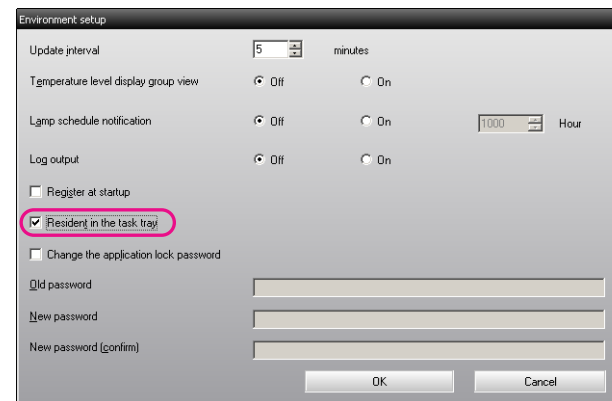 Environment setup
Update interval 5 minutes
Temperature level display group view Off On
Lamp schedule notification Off On 1000 Hour
Log output Off On
Register at startup
Resident in the task tray
Change the application lock password
Old password
New password
New password (confirm)
OK Cancel